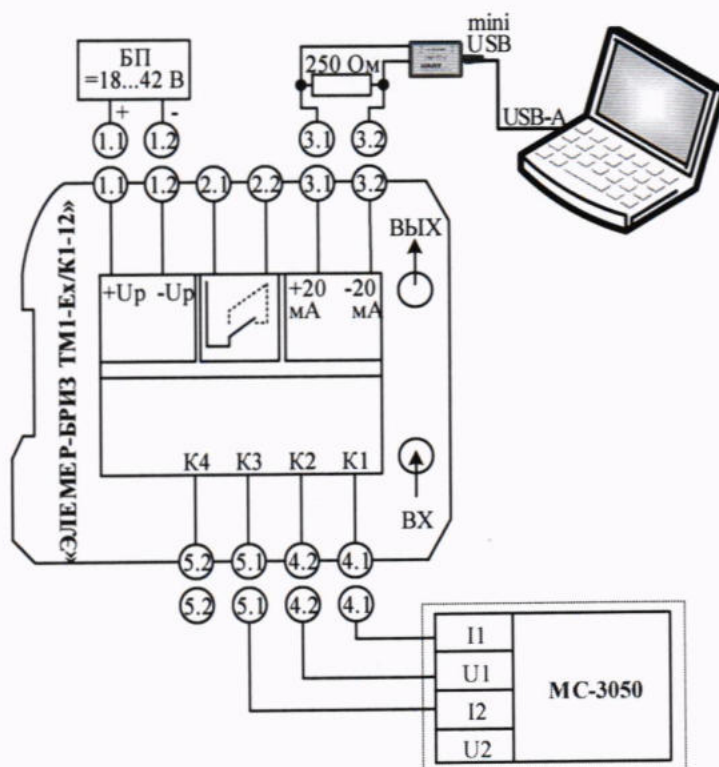 БП
=18...42 В
+ -
1.1 1.2
mini
USB
250 Ом
USB-A
3.1 3.2
1.1 1.2 2.1 2.2 3.1 3.2
ВЫХ
+Up -Up +20 -20
мА мА
«ЭЛЕМЕР-БРИЗ ТМ1-Ex/К1-12»
К4 К3 К2 К1
ВХ
5.2 5.1 4.2 4.1
5.2 5.1 4.2 4.1
I1
U1
I2
U2
МС-3050